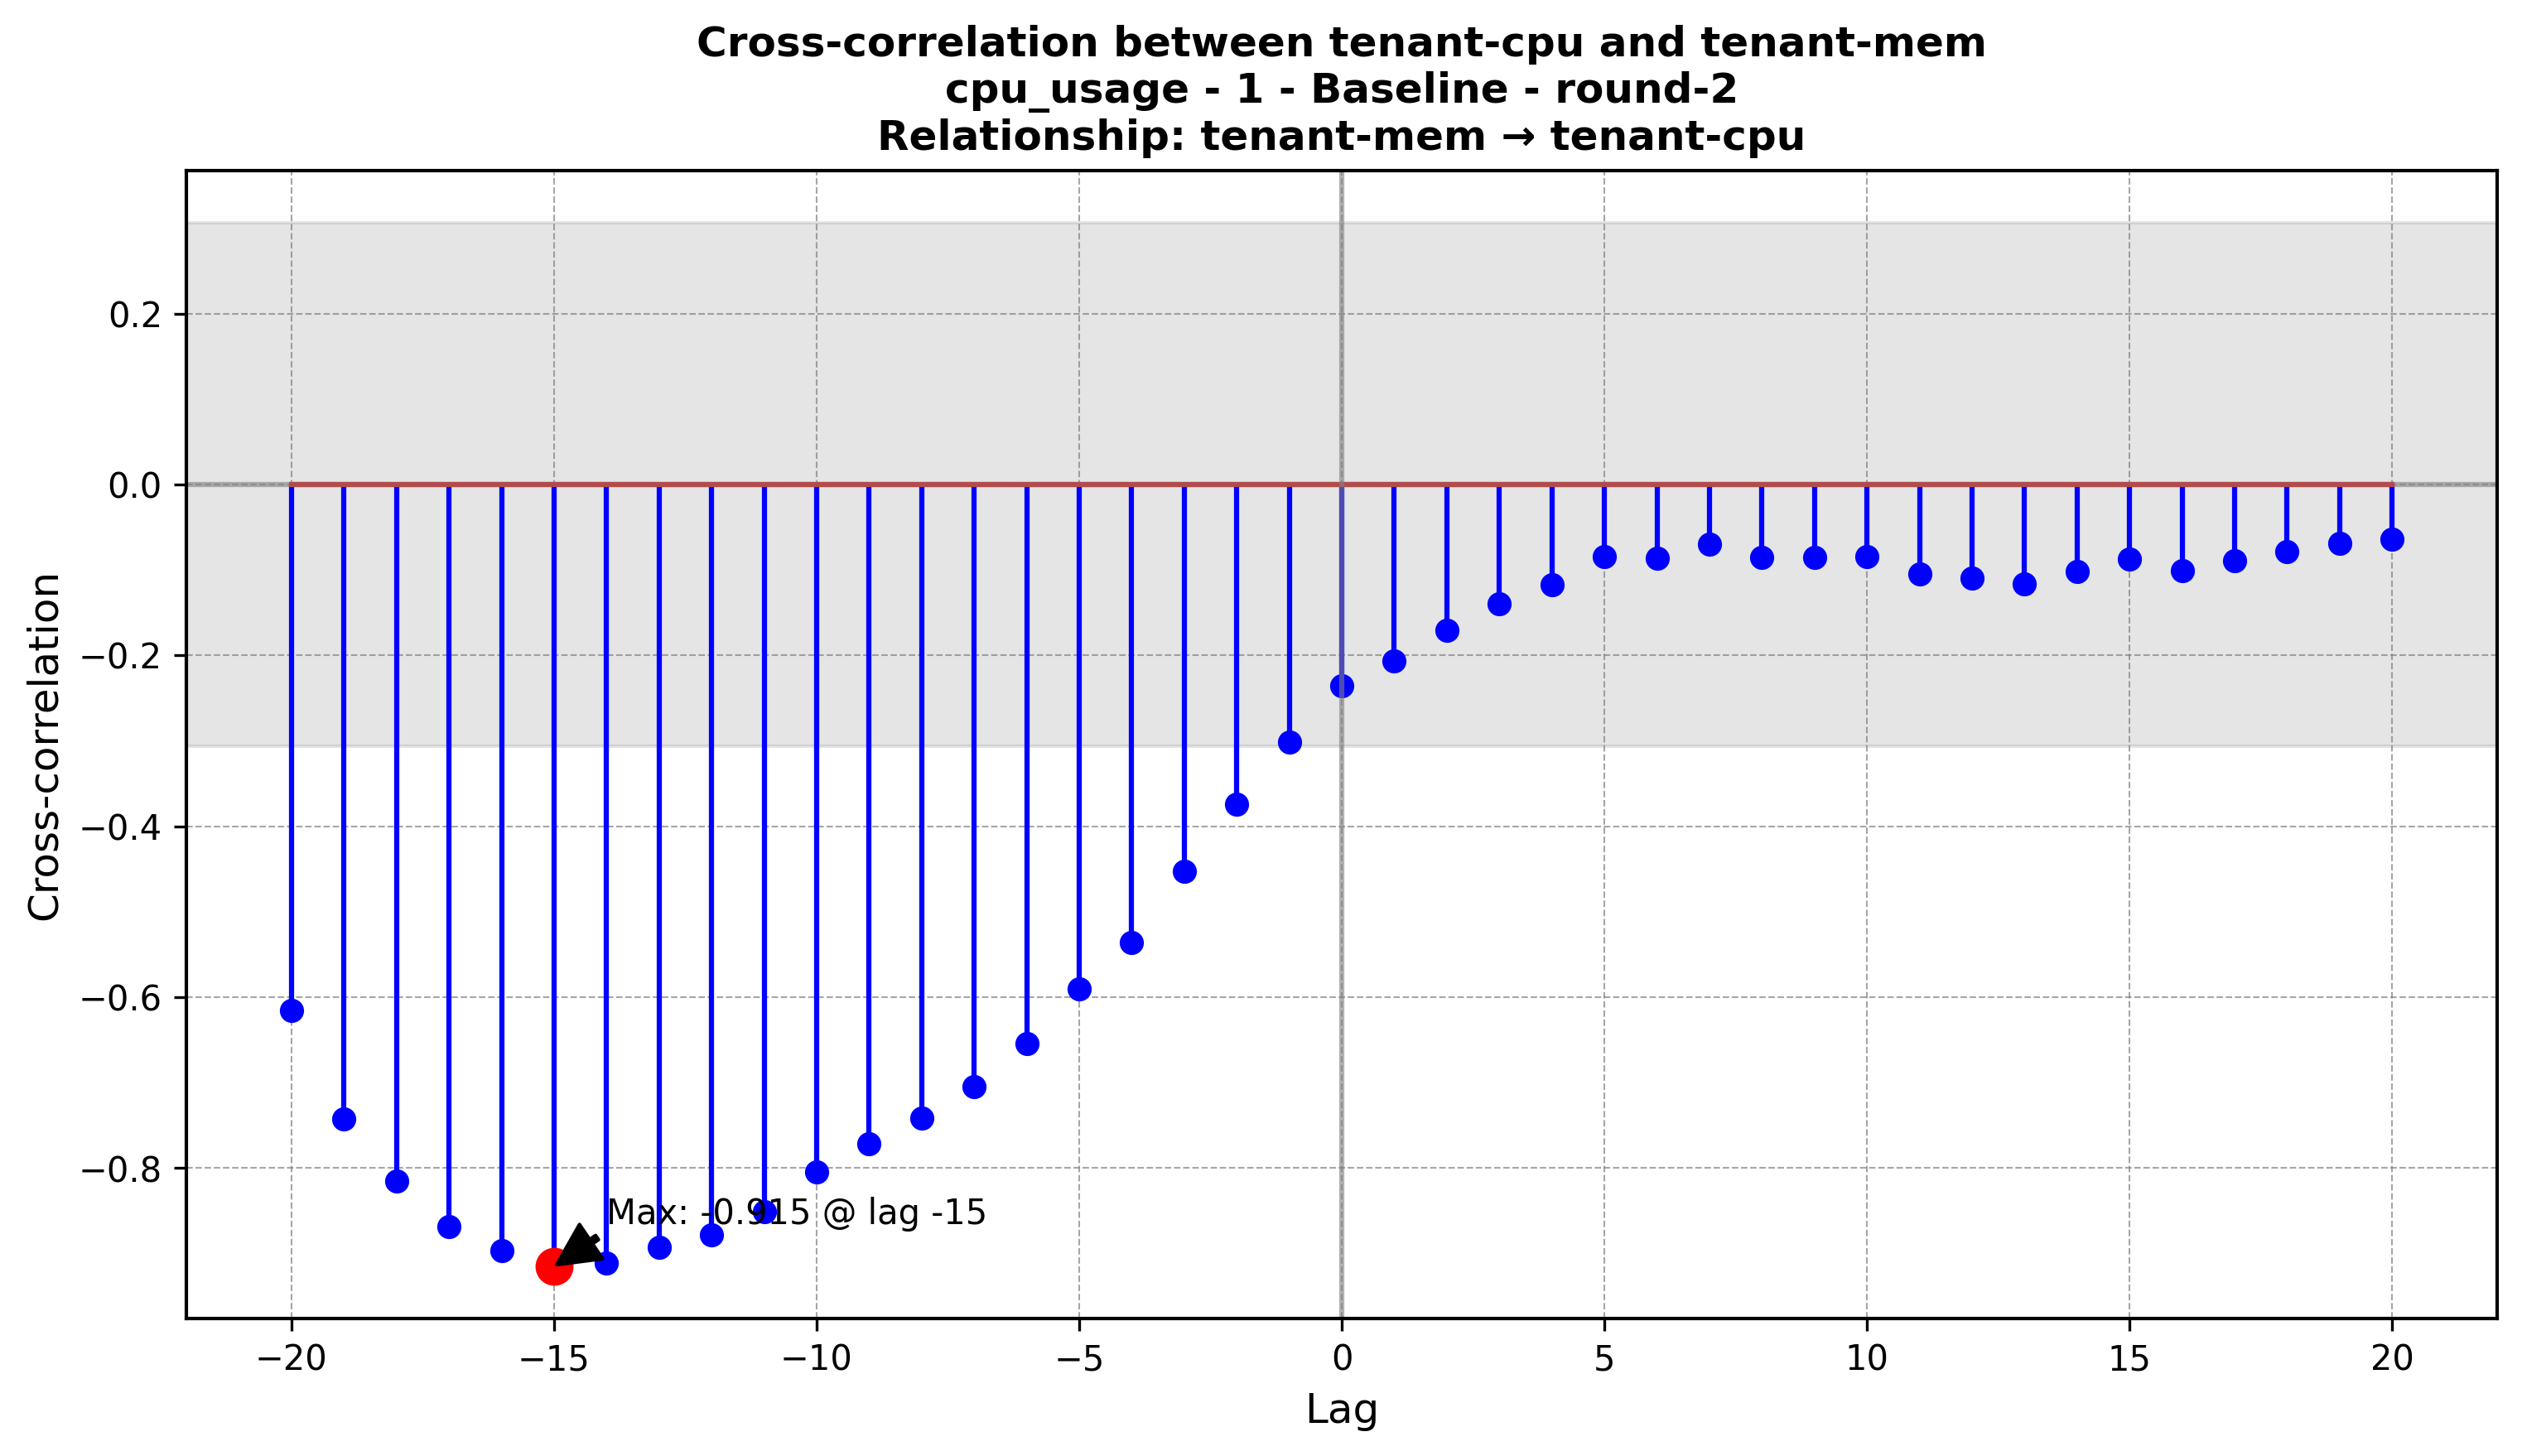 Cross-correlation between tenant-cpu and tenant-mem
cpu_usage - 1 - Baseline - round-2
Relationship: tenant-mem → tenant-cpu
Cross-correlation
0.2
0.0
−0.2
−0.4
−0.6
−0.8
Max: -0.915 @ lag -15
−20
−15
−10
−5
0
5
10
15
20
Lag